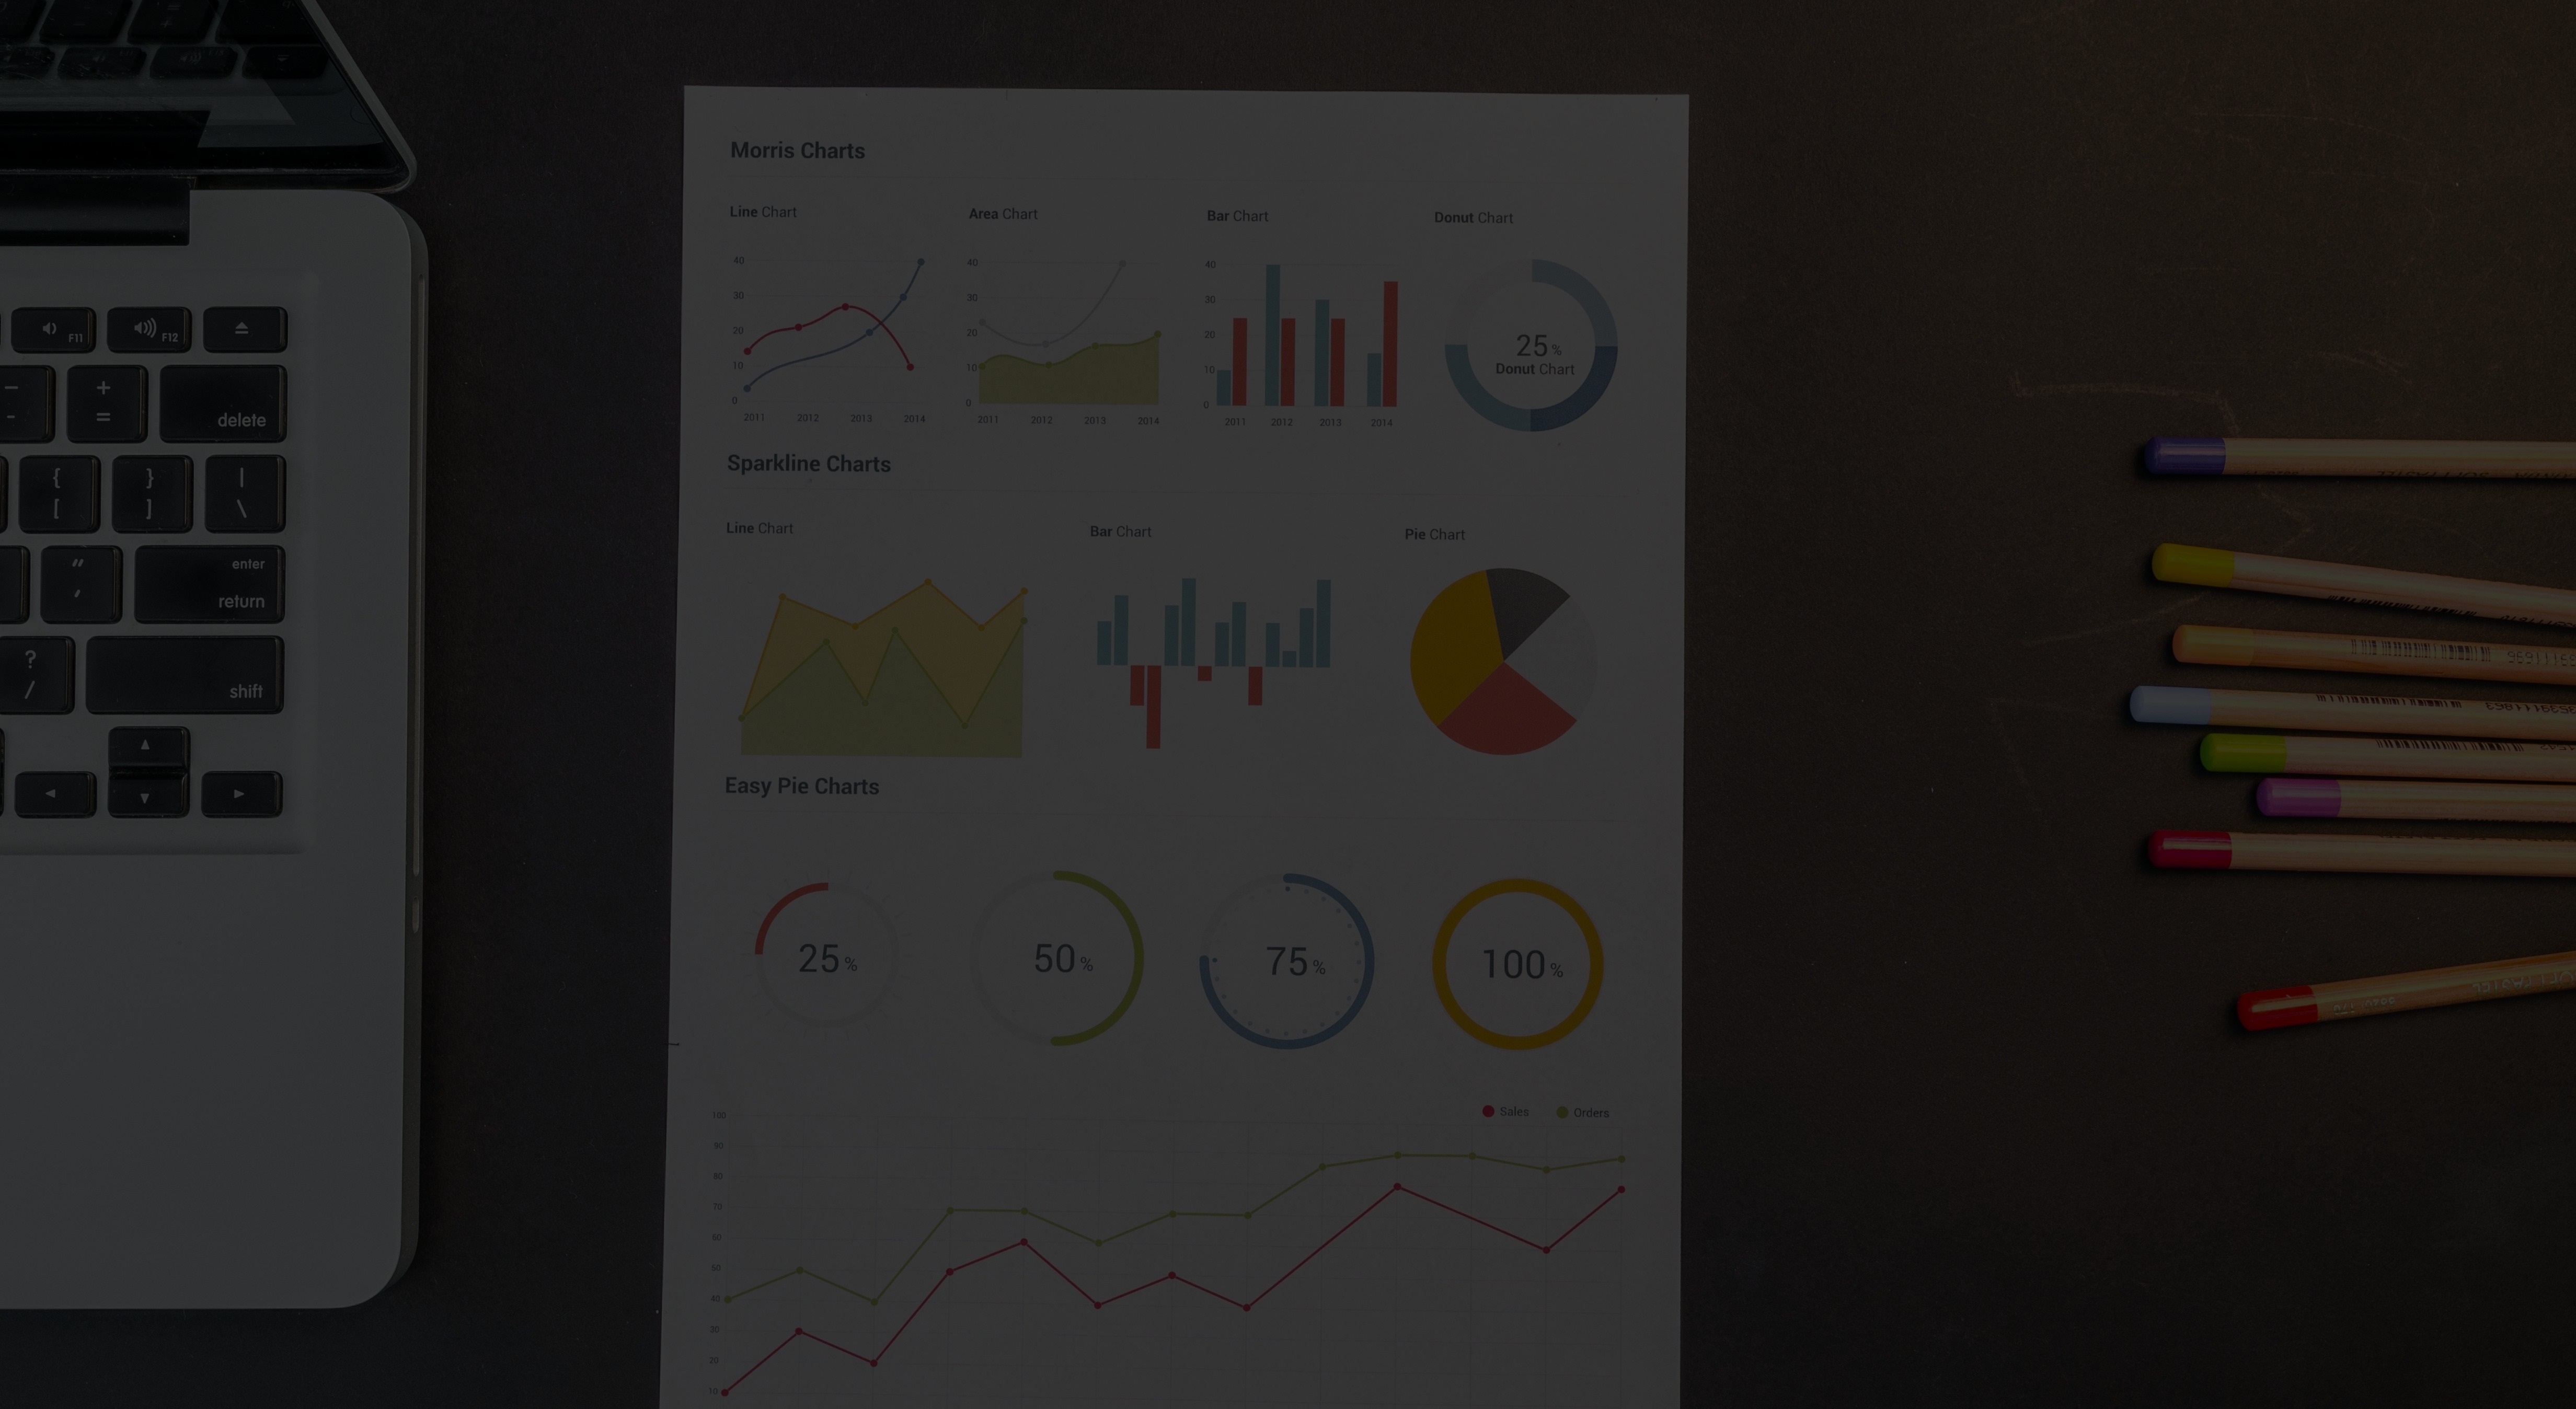 F11
F12
- -
+ =
delete
{ [
} ]
| \
" '
enter
return
? /
shift
Morris Charts
Line Chart
Area Chart
Bar Chart
Donut Chart
40
30
20
10
0
2011 2012 2013 2014
40
30
20
10
0
2011 2012 2013 2014
40
30
20
10
0
2011 2012 2013 2014
25%
Donut Chart
Sparkline Charts
Line Chart
Bar Chart
Pie Chart
Easy Pie Charts
25%
50%
75%
100%
Sales Orders
100
90
80
70
60
50
40
30
20
10